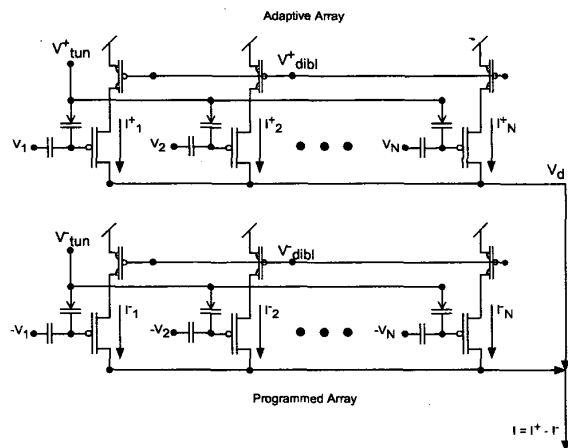 Adaptive Array
V+tun
V+dibl
I+1
I+2
I+N
V1
V2
VN
Vd
V-tun
V-dibl
I-1
I-2
I-N
-V1
-V2
-VN
Programmed Array
I = I+ - I-